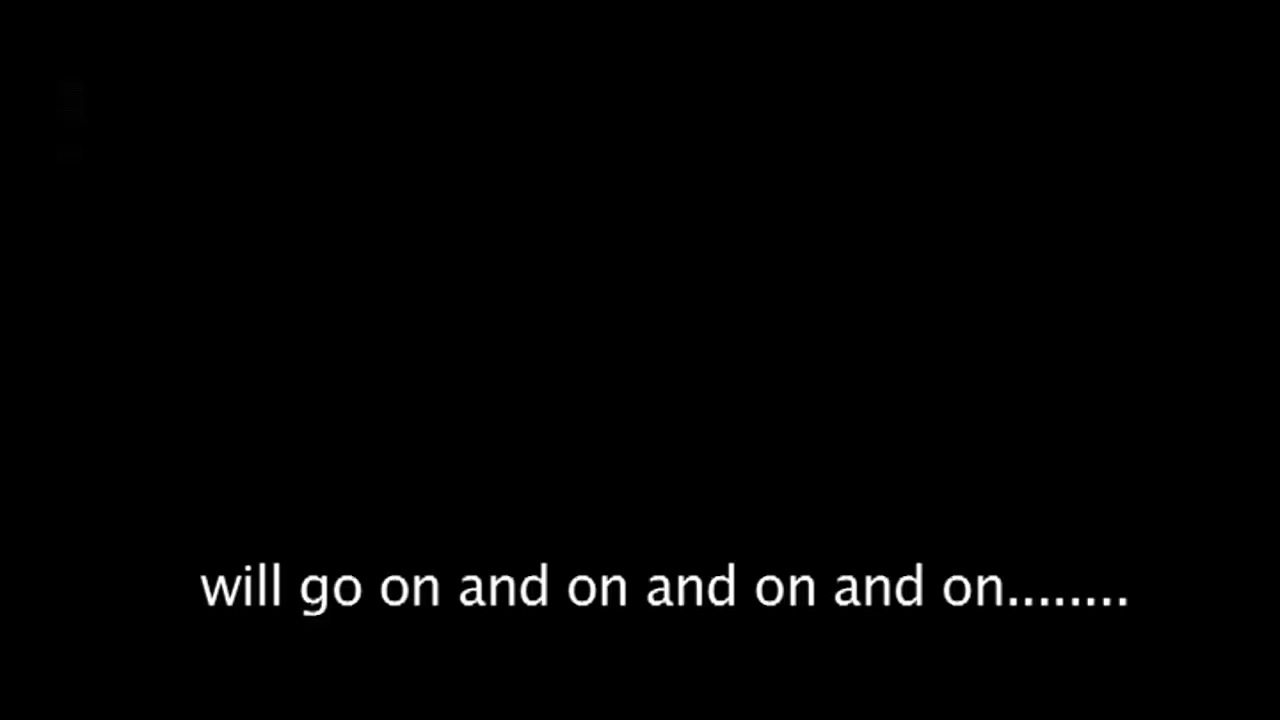 will go on and on and on and on........